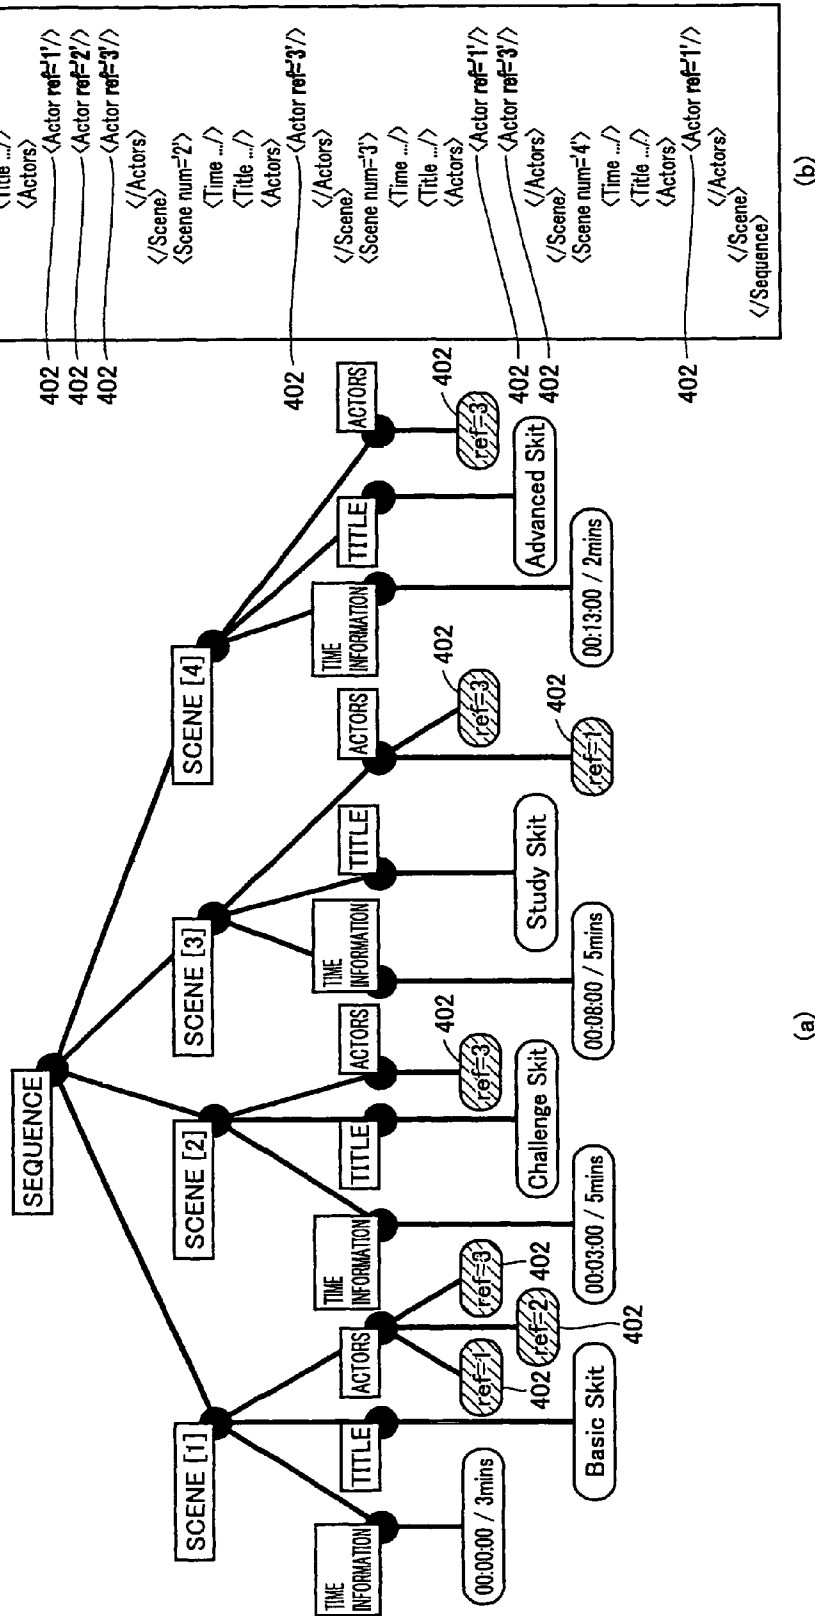 SEQUENCE
SCENE [1]
SCENE [2]
SCENE [3]
SCENE [4]
TIME
INFORMATION
TITLE
ACTORS
TIME
INFORMATION
TITLE
ACTORS
TIME
INFORMATION
TITLE
ACTORS
TIME
INFORMATION
TITLE
ACTORS
00:00:00 / 3mins
Basic Skit
ref=1
402
ref=2
402
ref=3
402
00:03:00 / 5mins
Challenge Skit
ref=3
402
00:08:00 / 5mins
Study Skit
ref=1
402
ref=3
402
00:13:00 / 2mins
Advanced Skit
ref=3
402
(a)
<Title .../>
<Actors>
402 <Actor ref='1'/>
402 <Actor ref='2'/>
402 <Actor ref='3'/>
</Actors>
</Scene>
<Scene num='2'>
<Time .../>
<Title .../>
<Actors>
402 <Actor ref='3'/>
</Actors>
</Scene>
<Scene num='3'>
<Time .../>
<Title .../>
<Actors>
402 <Actor ref='1'/>
402 <Actor ref='3'/>
</Actors>
</Scene>
<Scene num='4'>
<Time .../>
<Title .../>
<Actors>
402 <Actor ref='1'/>
</Actors>
</Scene>
</Sequence>
(b)